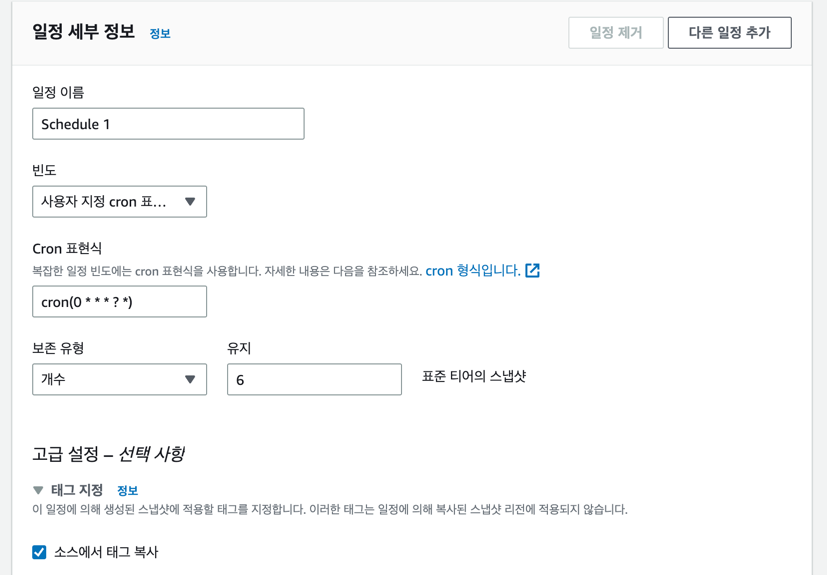 일정 세부 정보 정보
일정 제거 다른 일정 추가
일정 이름
Schedule 1
빈도
사용자 지정 cron 표...
Cron 표현식
복잡한 일정 빈도에는 cron 표현식을 사용합니다. 자세한 내용은 다음을 참조하세요. cron 형식입니다.
cron(0 * * * ? *)
보존 유형 유지
개수 6 표준 티어의 스냅샷
고급 설정 – 선택 사항
태그 지정 정보
이 일정에 의해 생성된 스냅샷에 적용할 태그를 지정합니다. 이러한 태그는 일정에 의해 복사된 스냅샷 리전에 적용되지 않습니다.
소스에서 태그 복사